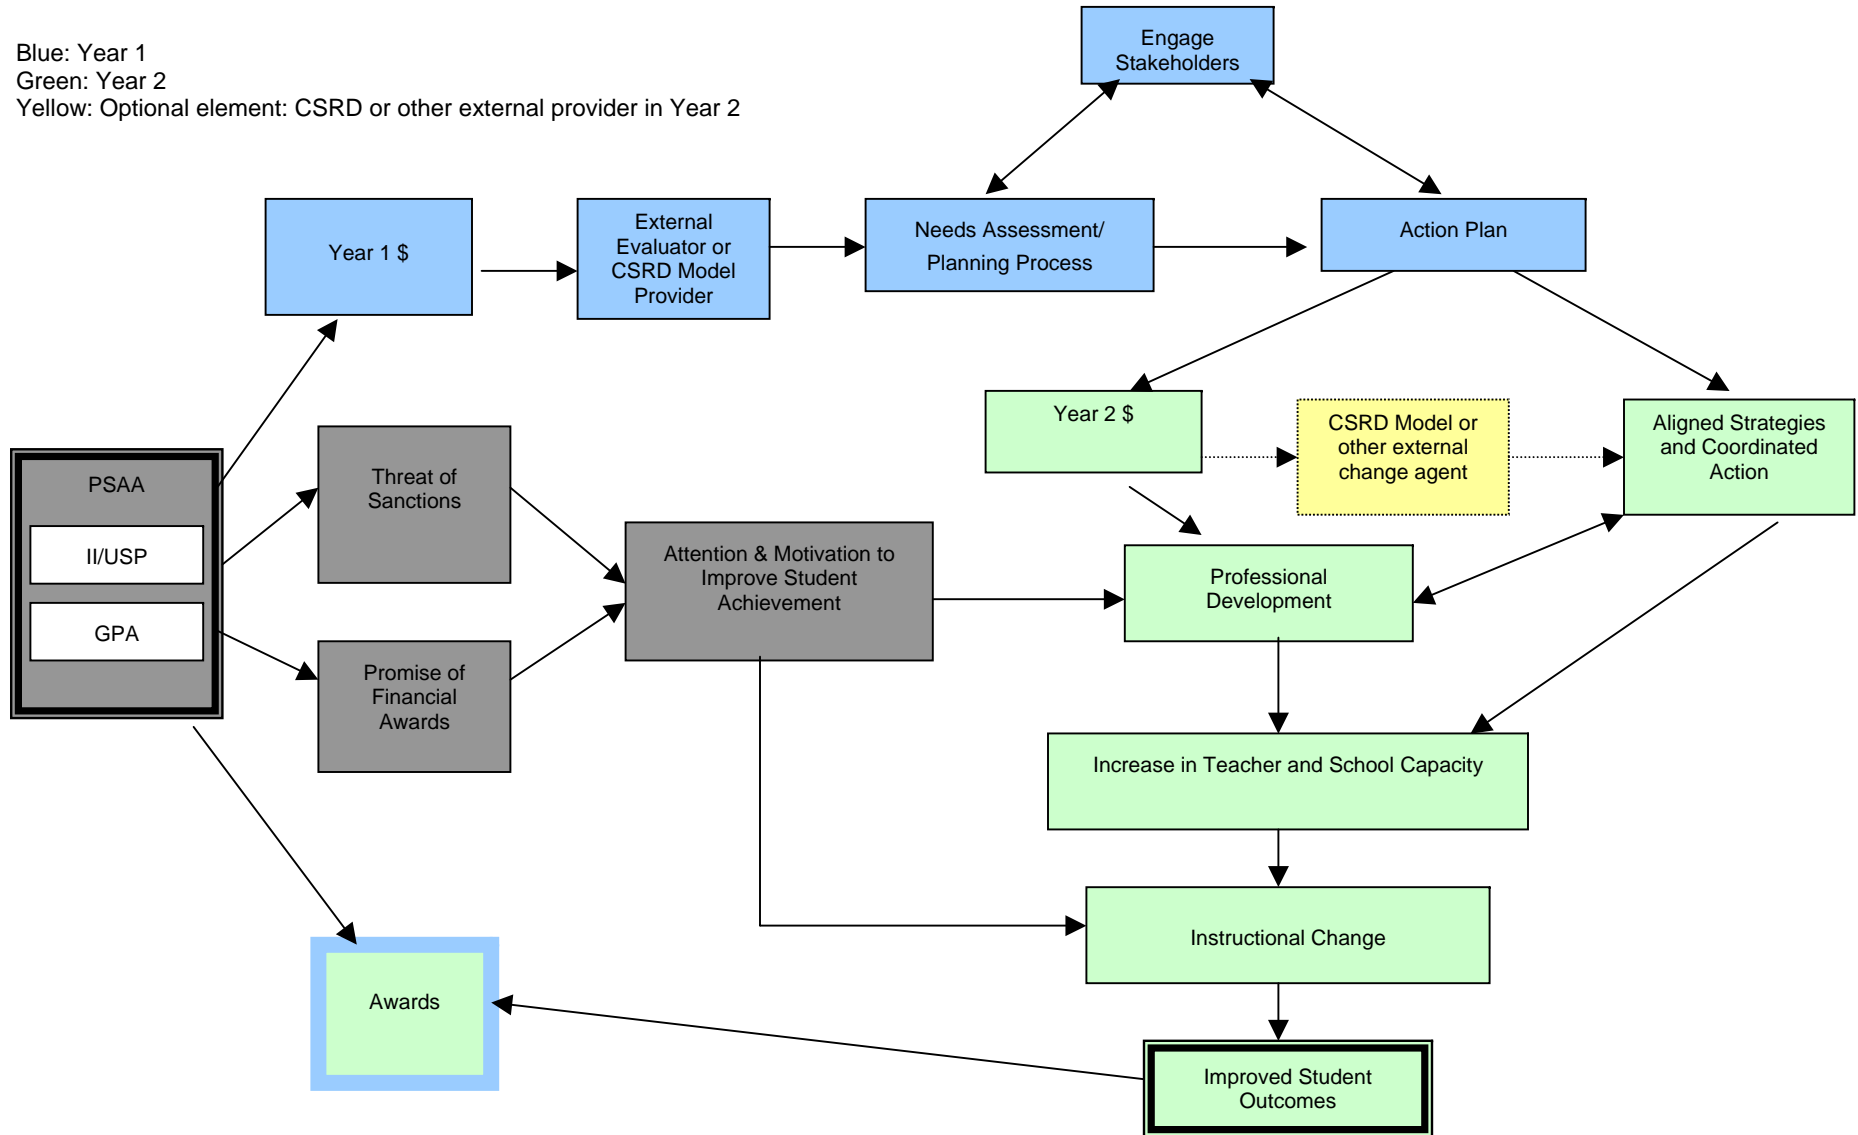 Blue: Year 1
Green: Year 2
Yellow: Optional element: CSRD or other external provider in Year 2
Engage
Stakeholders
Year 1 $
External
Evaluator or
CSRD Model
Provider
Needs Assessment/
Planning Process
Action Plan
Year 2 $
CSRD Model or
other external
change agent
Aligned Strategies
and Coordinated
Action
PSAA
II/USP
GPA
Threat of
Sanctions
Promise of
Financial
Awards
Attention & Motivation to
Improve Student
Achievement
Professional
Development
Increase in Teacher and School Capacity
Instructional Change
Awards
Improved Student
Outcomes